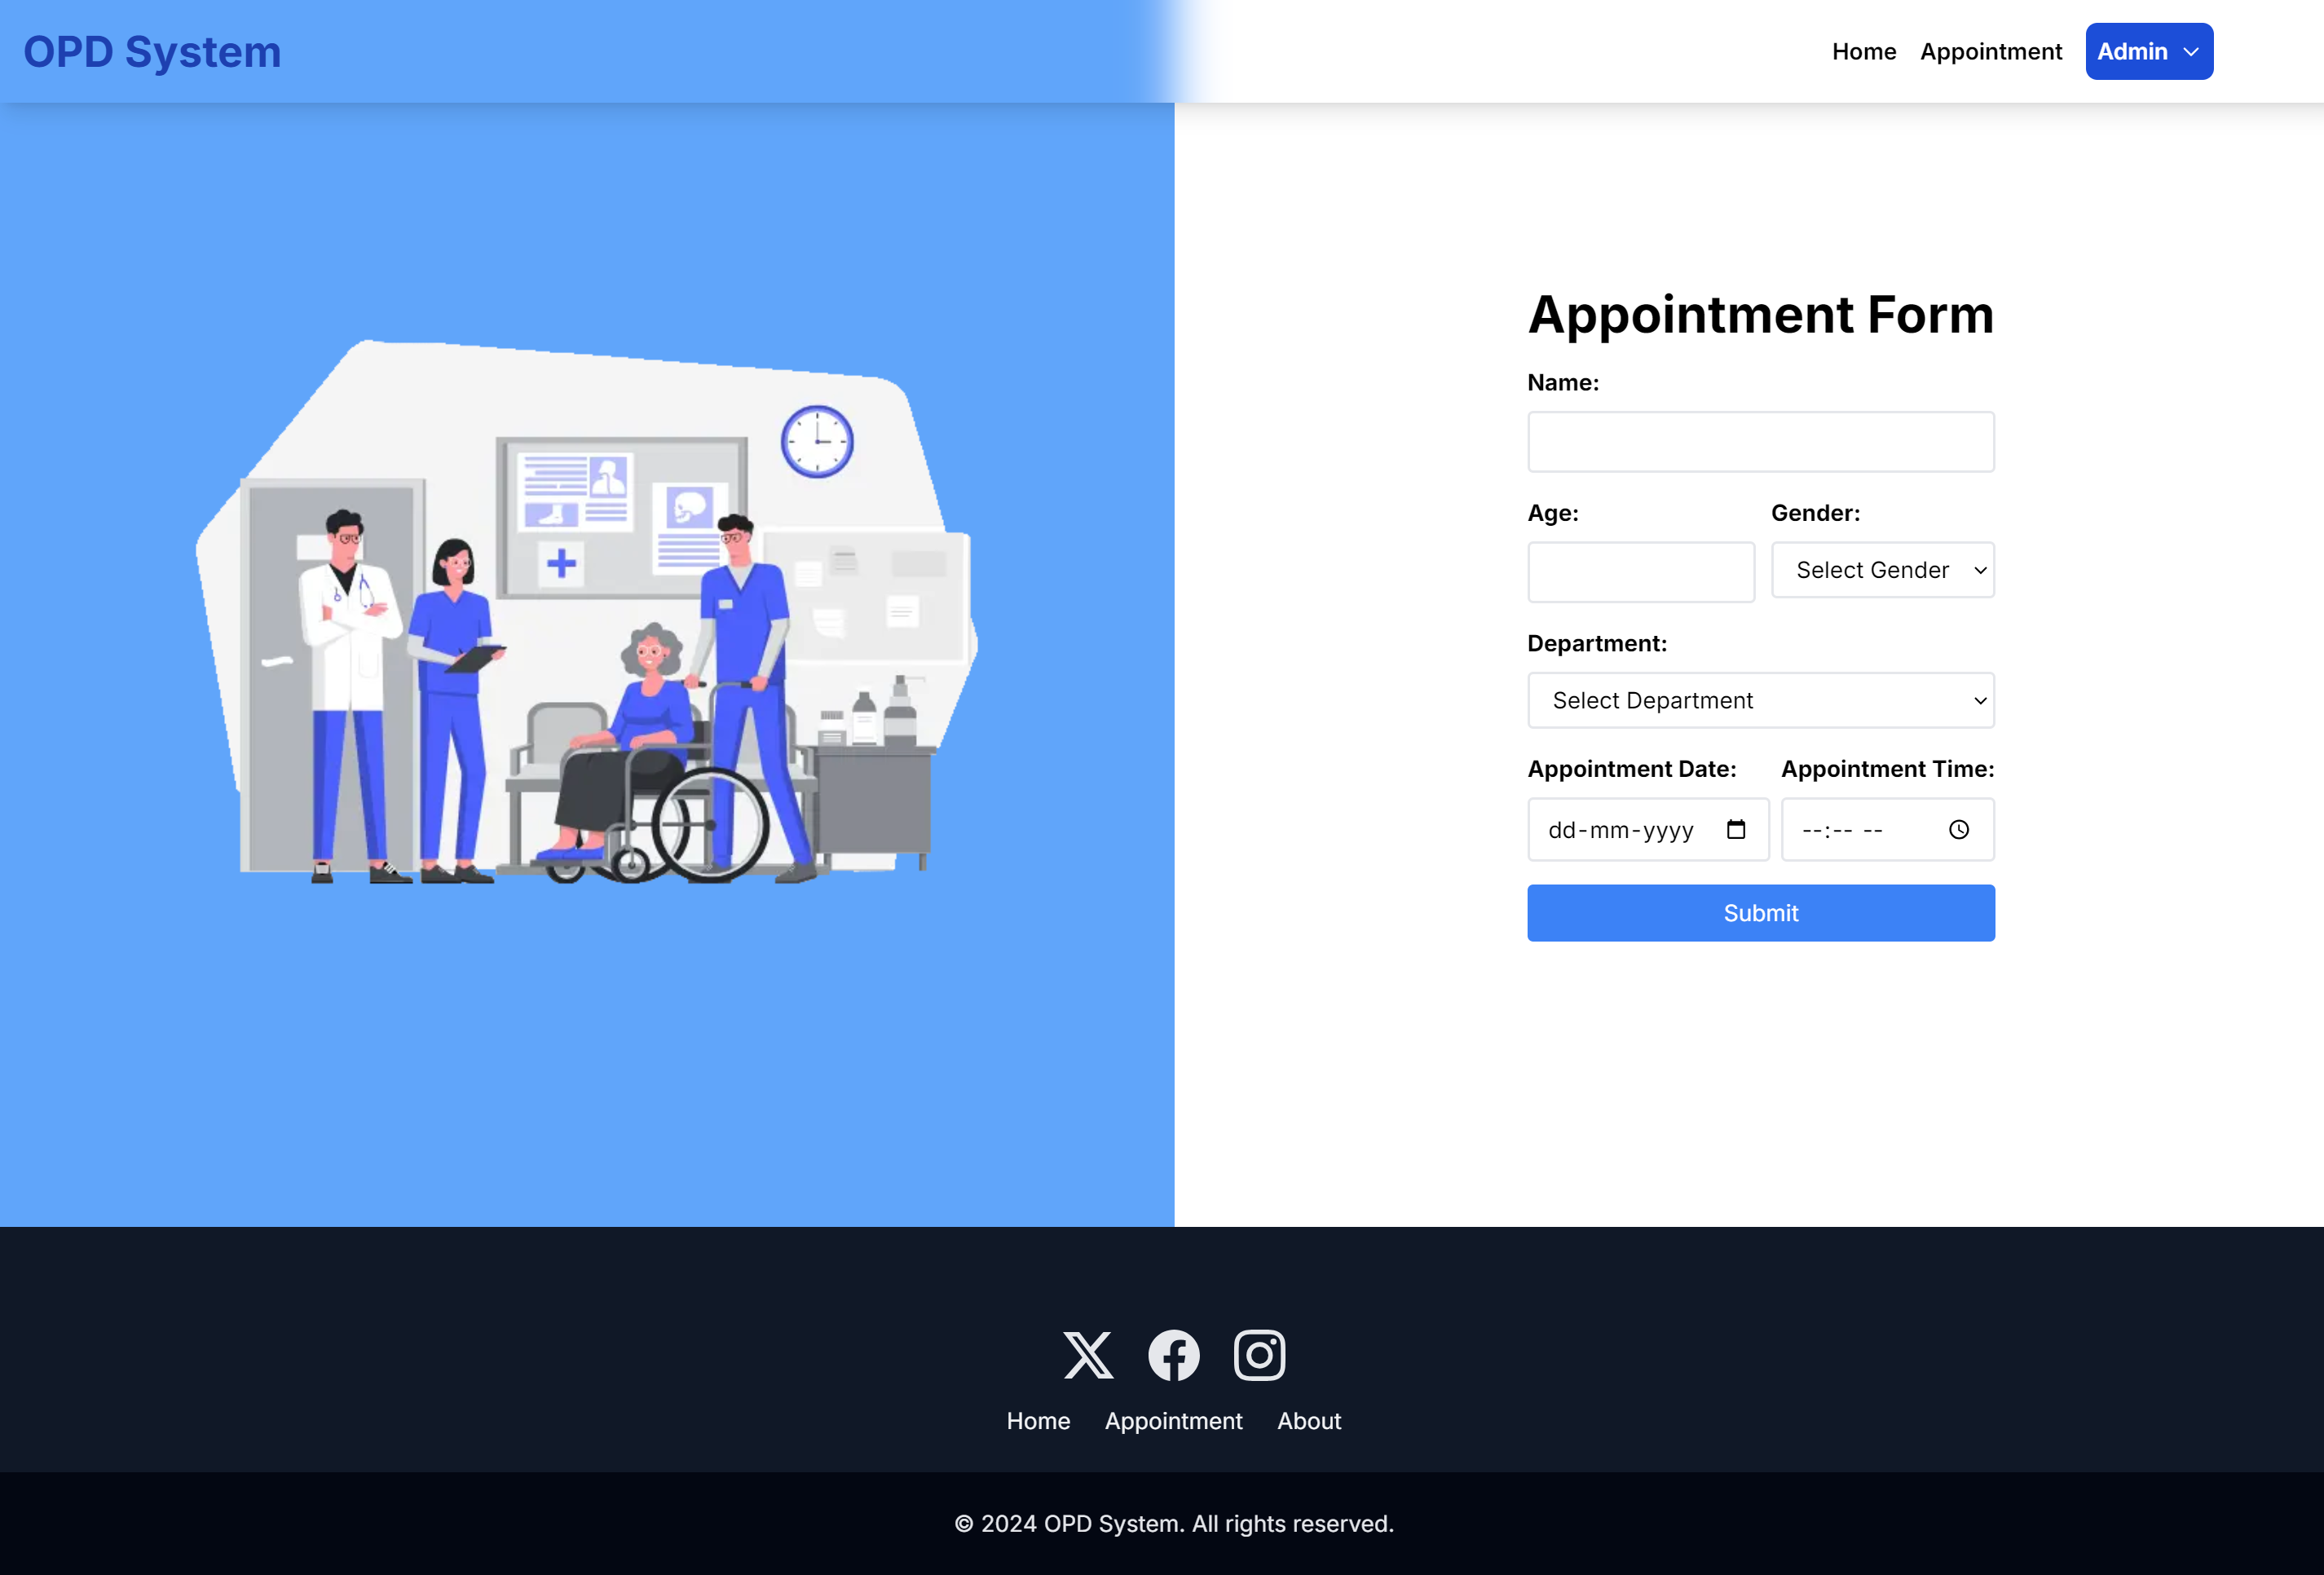 OPD System
Home Appointment Admin
Appointment Form
Name:
Age: Gender:
Select Gender
Department:
Select Department
Appointment Date: Appointment Time:
dd-mm-yyyy --:-- --
Submit
Home Appointment About
© 2024 OPD System. All rights reserved.